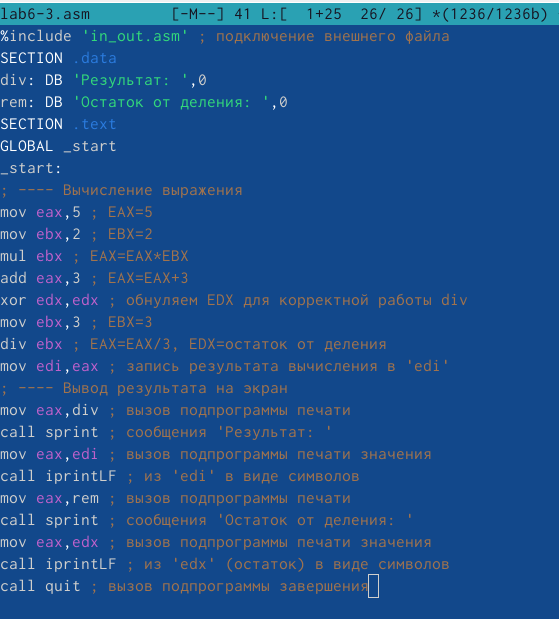 lab6-3.asm         [-M--] 41 L:[  1+25  26/ 26] *(1236/1236b)
%include 'in_out.asm' ; подключение внешнего файла
SECTION .data
div: DB 'Результат: ',0
rem: DB 'Остаток от деления: ',0
SECTION .text
GLOBAL _start
_start:
; ---- Вычисление выражения
mov eax,5 ; EAX=5
mov ebx,2 ; EBX=2
mul ebx ; EAX=EAX*EBX
add eax,3 ; EAX=EAX+3
xor edx,edx ; обнуляем EDX для корректной работы div
mov ebx,3 ; EBX=3
div ebx ; EAX=EAX/3, EDX=остаток от деления
mov edi,eax ; запись результата вычисления в 'edi'
; ---- Вывод результата на экран
mov eax,div ; вызов подпрограммы печати
call sprint ; сообщения 'Результат: '
mov eax,edi ; вызов подпрограммы печати значения
call iprintLF ; из 'edi' в виде символов
mov eax,rem ; вызов подпрограммы печати
call sprint ; сообщения 'Остаток от деления: '
mov eax,edx ; вызов подпрограммы печати значения
call iprintLF ; из 'edx' (остаток) в виде символов
call quit ; вызов подпрограммы завершения